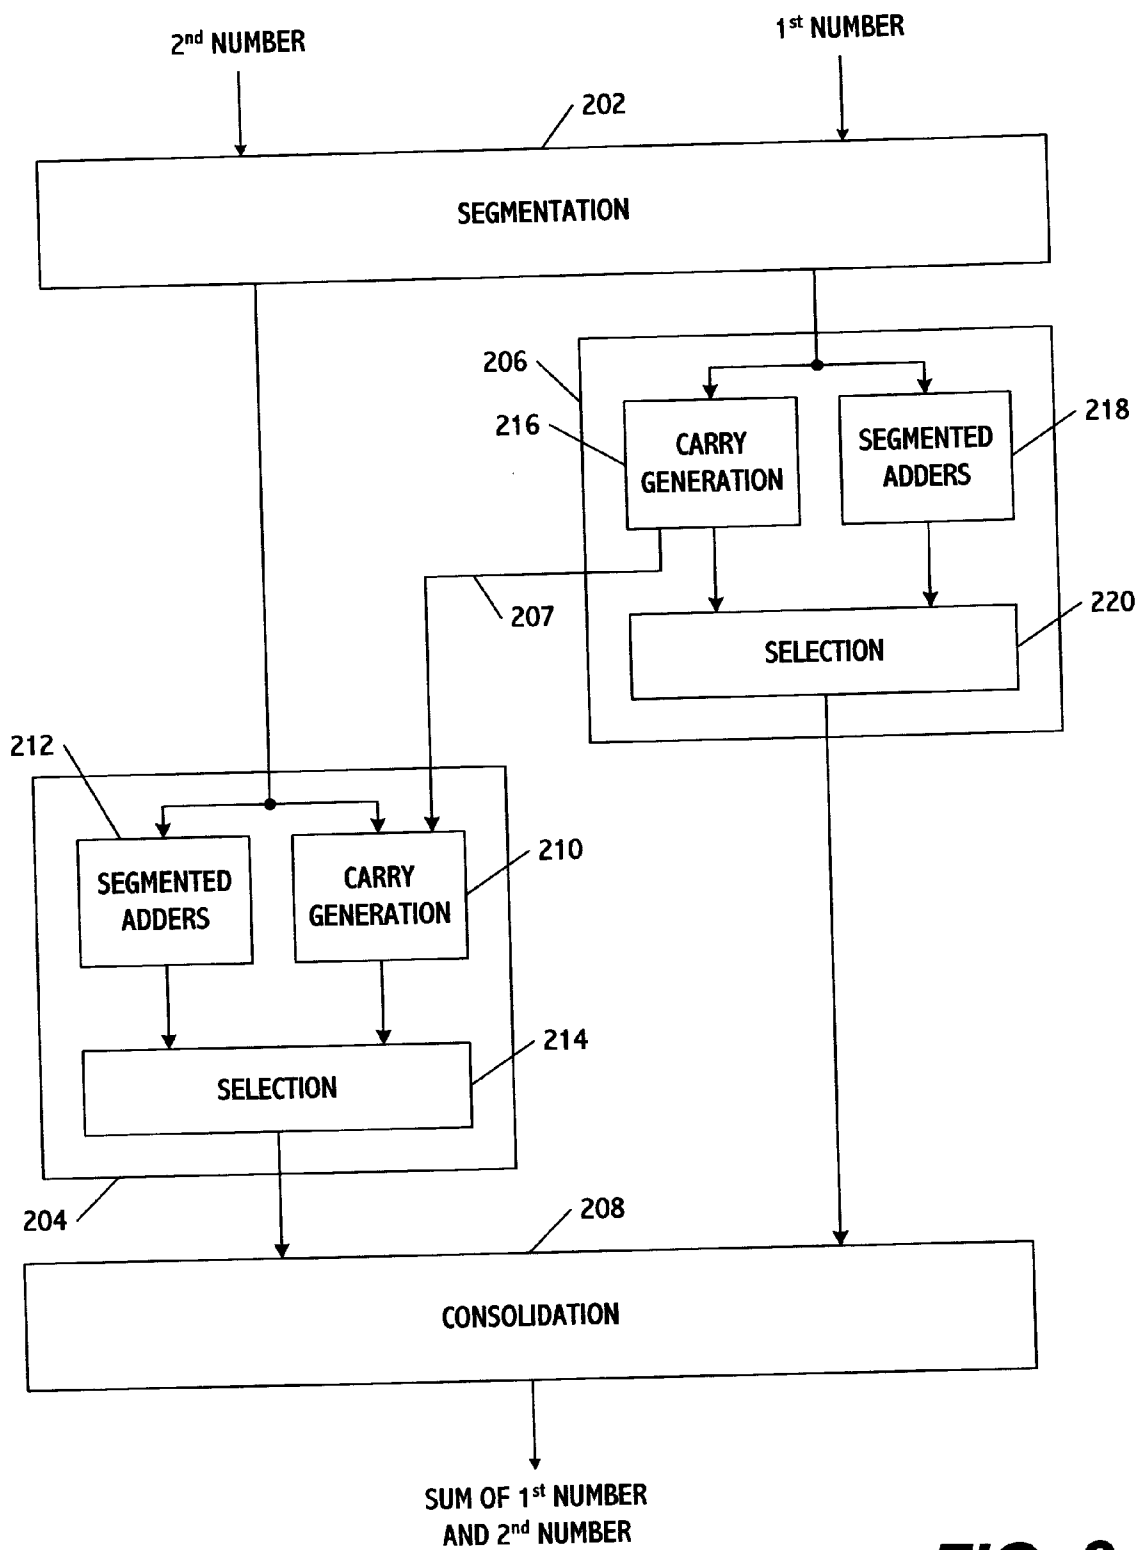 2nd NUMBER
1st NUMBER
202
SEGMENTATION
206
216
CARRY
GENERATION
SEGMENTED
ADDERS
218
207
220
SELECTION
212
SEGMENTED
ADDERS
CARRY
GENERATION
210
214
SELECTION
204
208
CONSOLIDATION
SUM OF 1st NUMBER
AND 2nd NUMBER